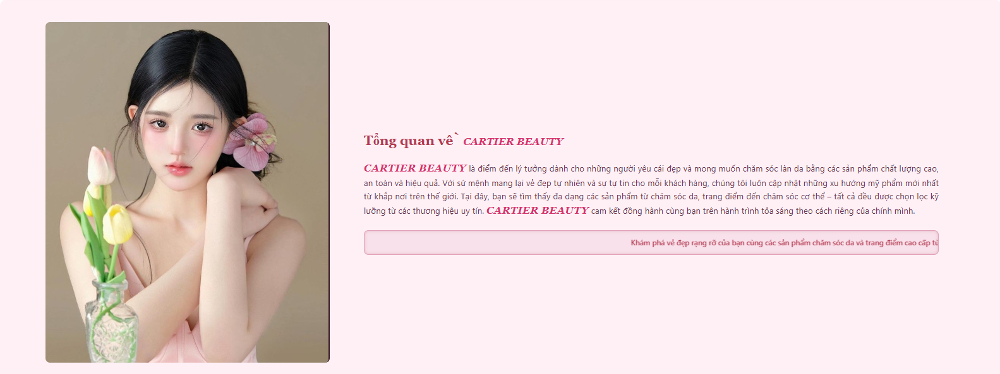 Tổng quan về CARTIER BEAUTY
CARTIER BEAUTY là điểm đến lý tưởng dành cho những người yêu cái đẹp và mong muốn chăm sóc làn da bằng các sản phẩm chất lượng cao,
an toàn và hiệu quả. Với sứ mệnh mang lại vẻ đẹp tự nhiên và sự tự tin cho mỗi khách hàng, chúng tôi luôn cập nhật những xu hướng mỹ phẩm mới nhất
từ khắp nơi trên thế giới. Tại đây, bạn sẽ tìm thấy đa dạng các sản phẩm từ chăm sóc da, trang điểm đến chăm sóc cơ thể – tất cả đều được chọn lọc kỹ
lưỡng từ các thương hiệu uy tín. CARTIER BEAUTY cam kết đồng hành cùng bạn trên hành trình tỏa sáng theo cách riêng của chính mình.
Khám phá vẻ đẹp rạng rỡ của bạn cùng các sản phẩm chăm sóc da và trang điểm cao cấp